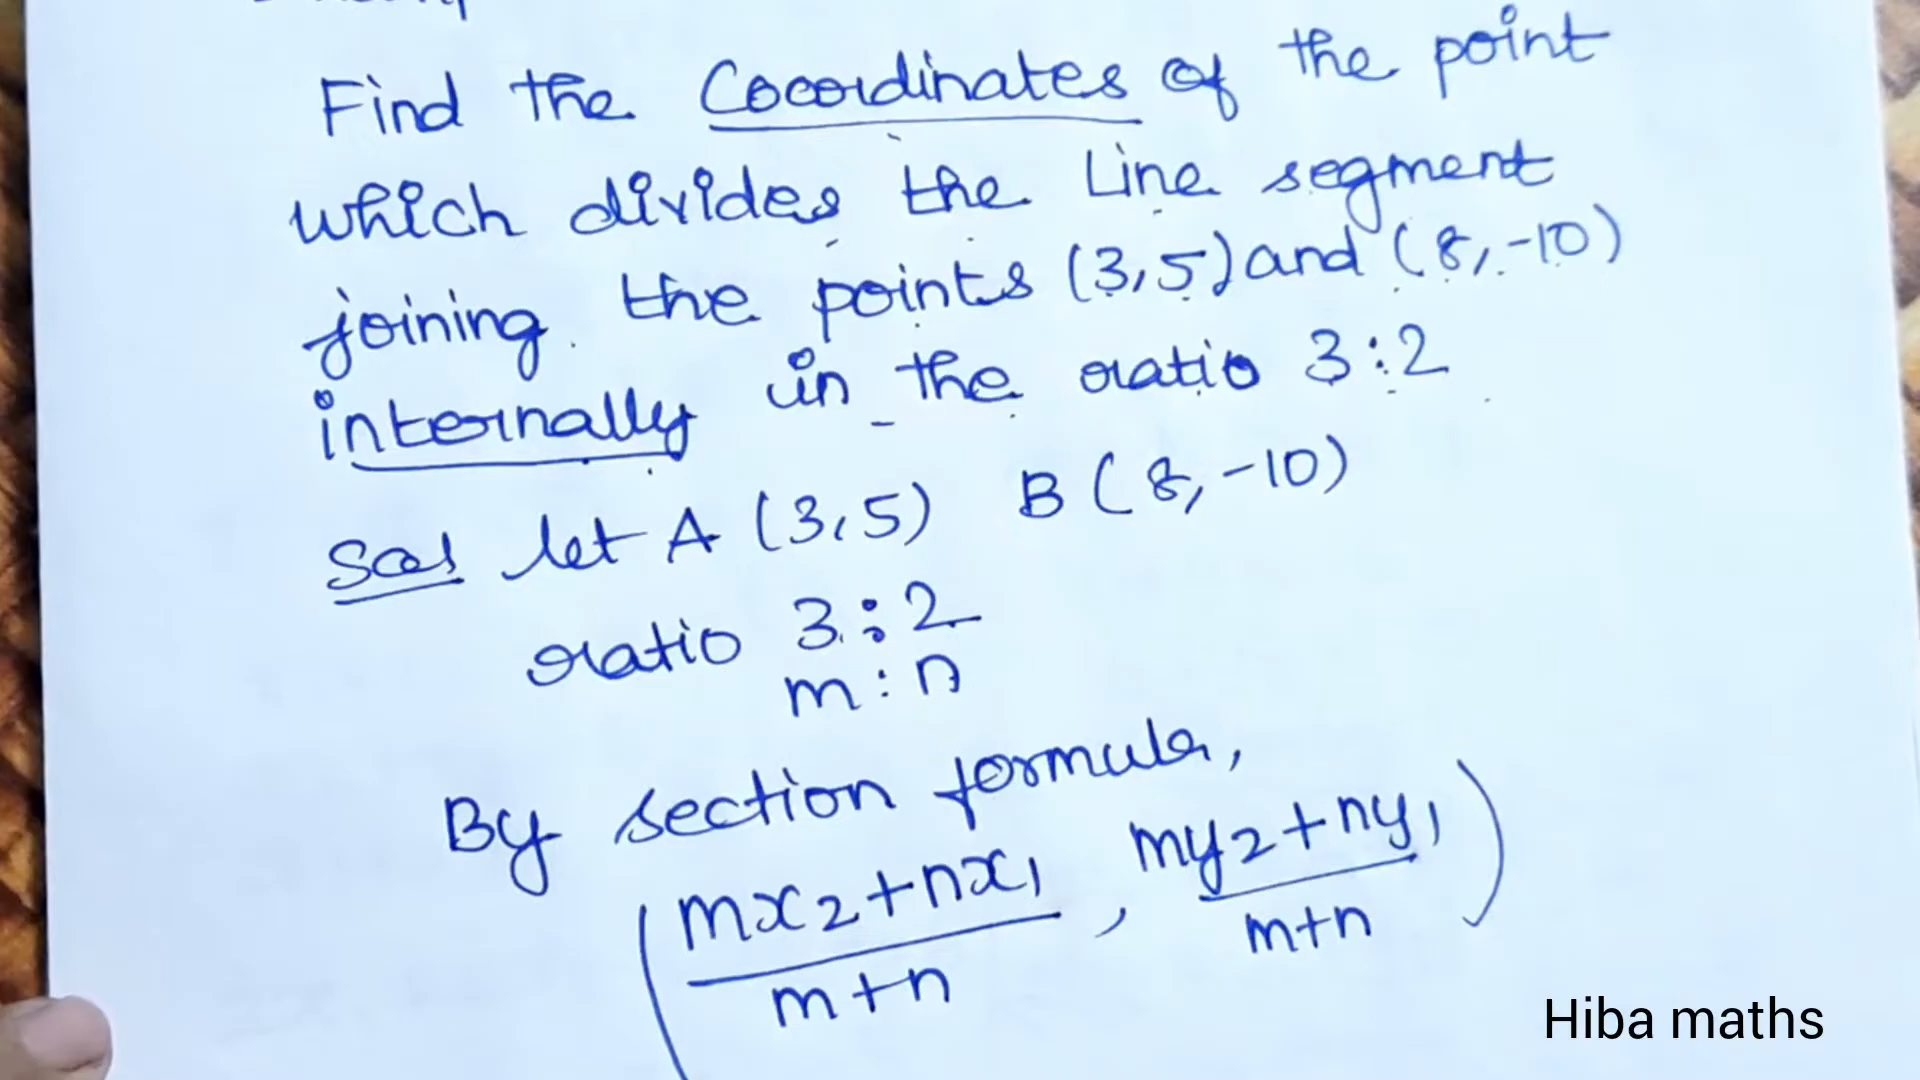 Find the Cocordinates of the point
which divides the Line segment
joining the points (3,5) and (8,-10)
internally in the ratio 3:2
Sol let A (3,5) B (8,-10)
ratio 3:2
m:n
By section formula,
(mx2+nx1/m+n, my2+ny1/m+n)
Hiba maths